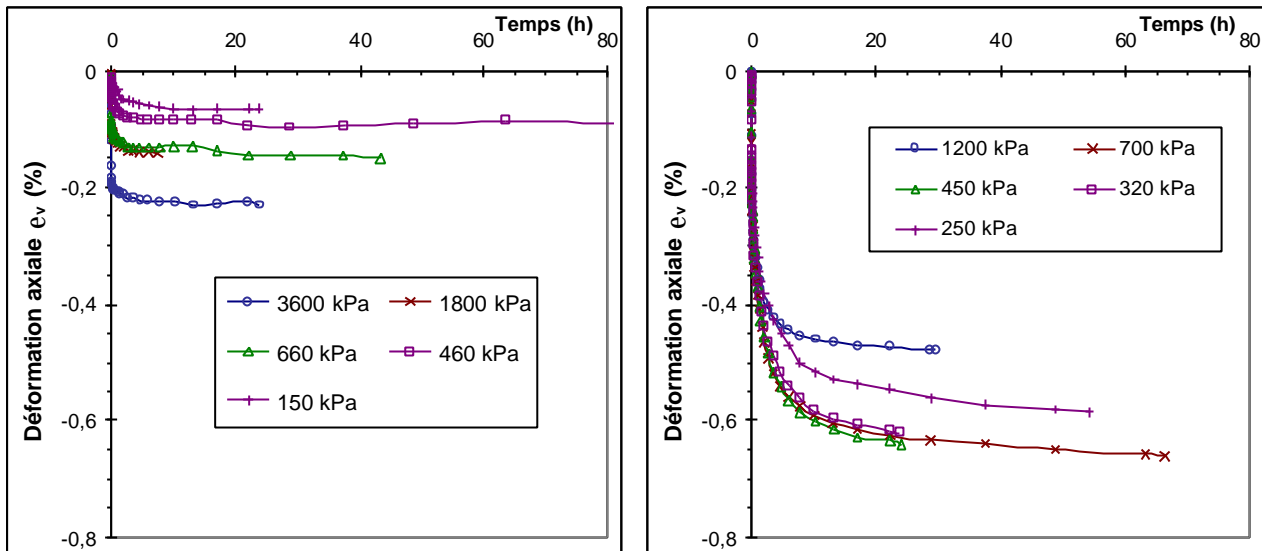 Temps (h)
0 20 40 60 80
0
-0,2
-0,4
-0,6
-0,8
Déformation axiale ev (%)
3600 kPa 1800 kPa
660 kPa 460 kPa
150 kPa
Temps (h)
0 20 40 60 80
0
-0,2
-0,4
-0,6
-0,8
Déformation axiale ev (%)
1200 kPa 700 kPa
450 kPa 320 kPa
250 kPa